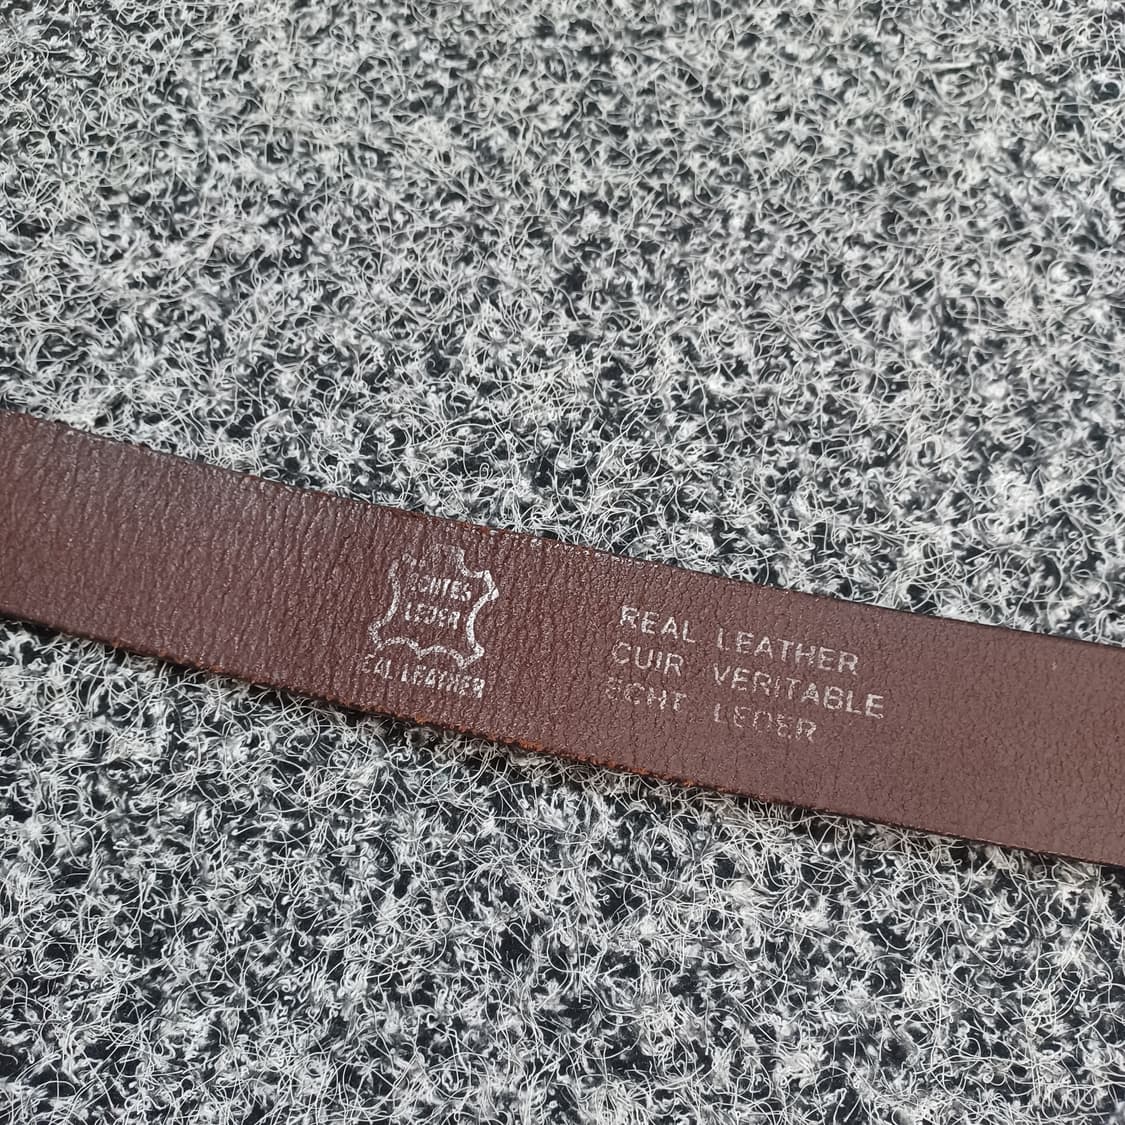 ECHTES
LEDER
REAL LEATHER
REAL LEATHER
CUIR VERITABLE
ECHT LEDER